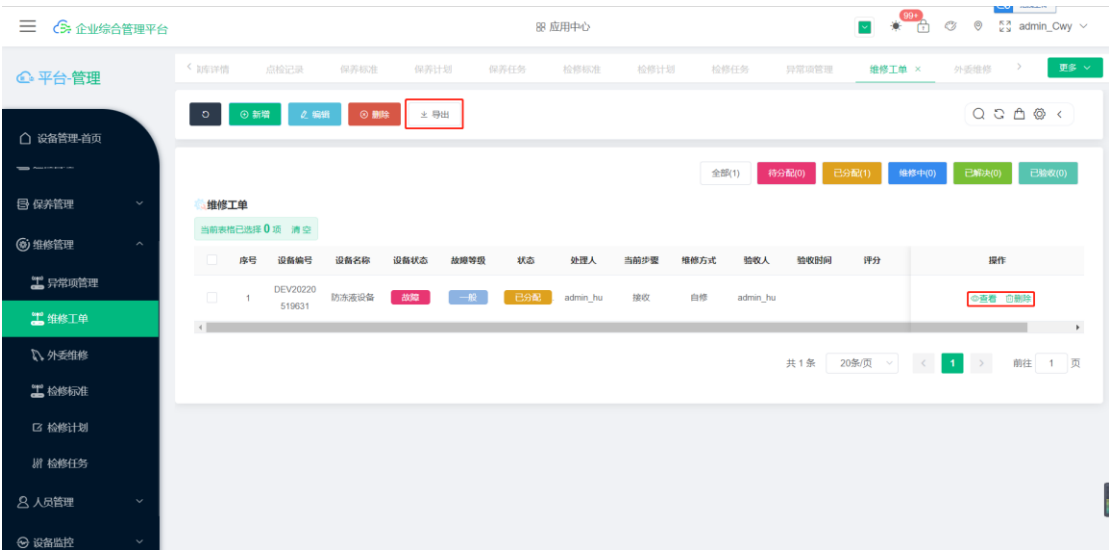 企业综合管理平台
应用中心
99+
admin_Cwy
平台-管理
点检记录
保养标准
保养计划
保养任务
检修标准
检修计划
检修任务
异常项管理
维修工单 ×
外委维修
更多
新增
编辑
删除
导出
设备管理-首页
保养管理
维修管理
异常项管理
维修工单
外委维修
检修标准
检修计划
检修任务
人员管理
设备监控
全部(1)
待分配(0)
已分配(1)
维修中(0)
已解决(0)
已验收(0)
维修工单
当前表格已选择 0 项 清空
序号 设备编号 设备名称 设备状态 故障等级 状态 处理人 当前步骤 维修方式 验收人 验收时间 评分 操作
1 DEV20220519631 防冻液设备 故障 一般 已分配 admin_hu 接收 自修 admin_hu 查看 删除
共 1 条 20条/页 1 前往 1 页